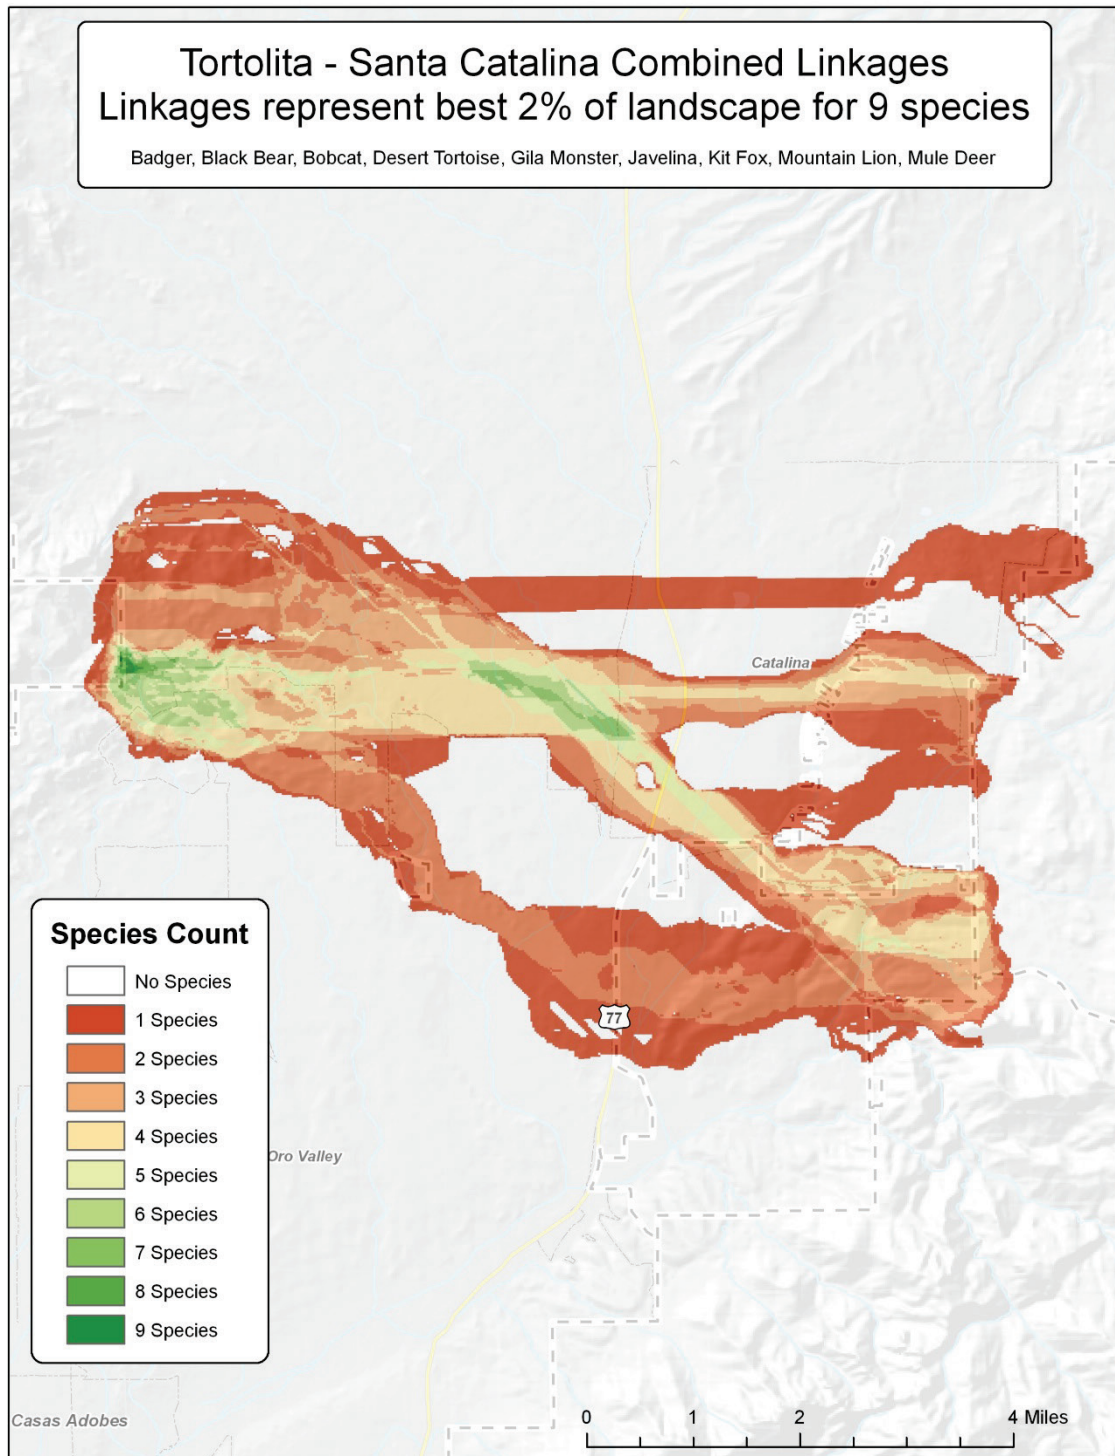 Tortolita - Santa Catalina Combined Linkages
Linkages represent best 2% of landscape for 9 species
Badger, Black Bear, Bobcat, Desert Tortoise, Gila Monster, Javelina, Kit Fox, Mountain Lion, Mule Deer
Catalina
Species Count
No Species
1 Species
2 Species
3 Species
4 Species
5 Species
6 Species
7 Species
8 Species
9 Species
77
Oro Valley
Casas Adobes
0 1 2 4 Miles